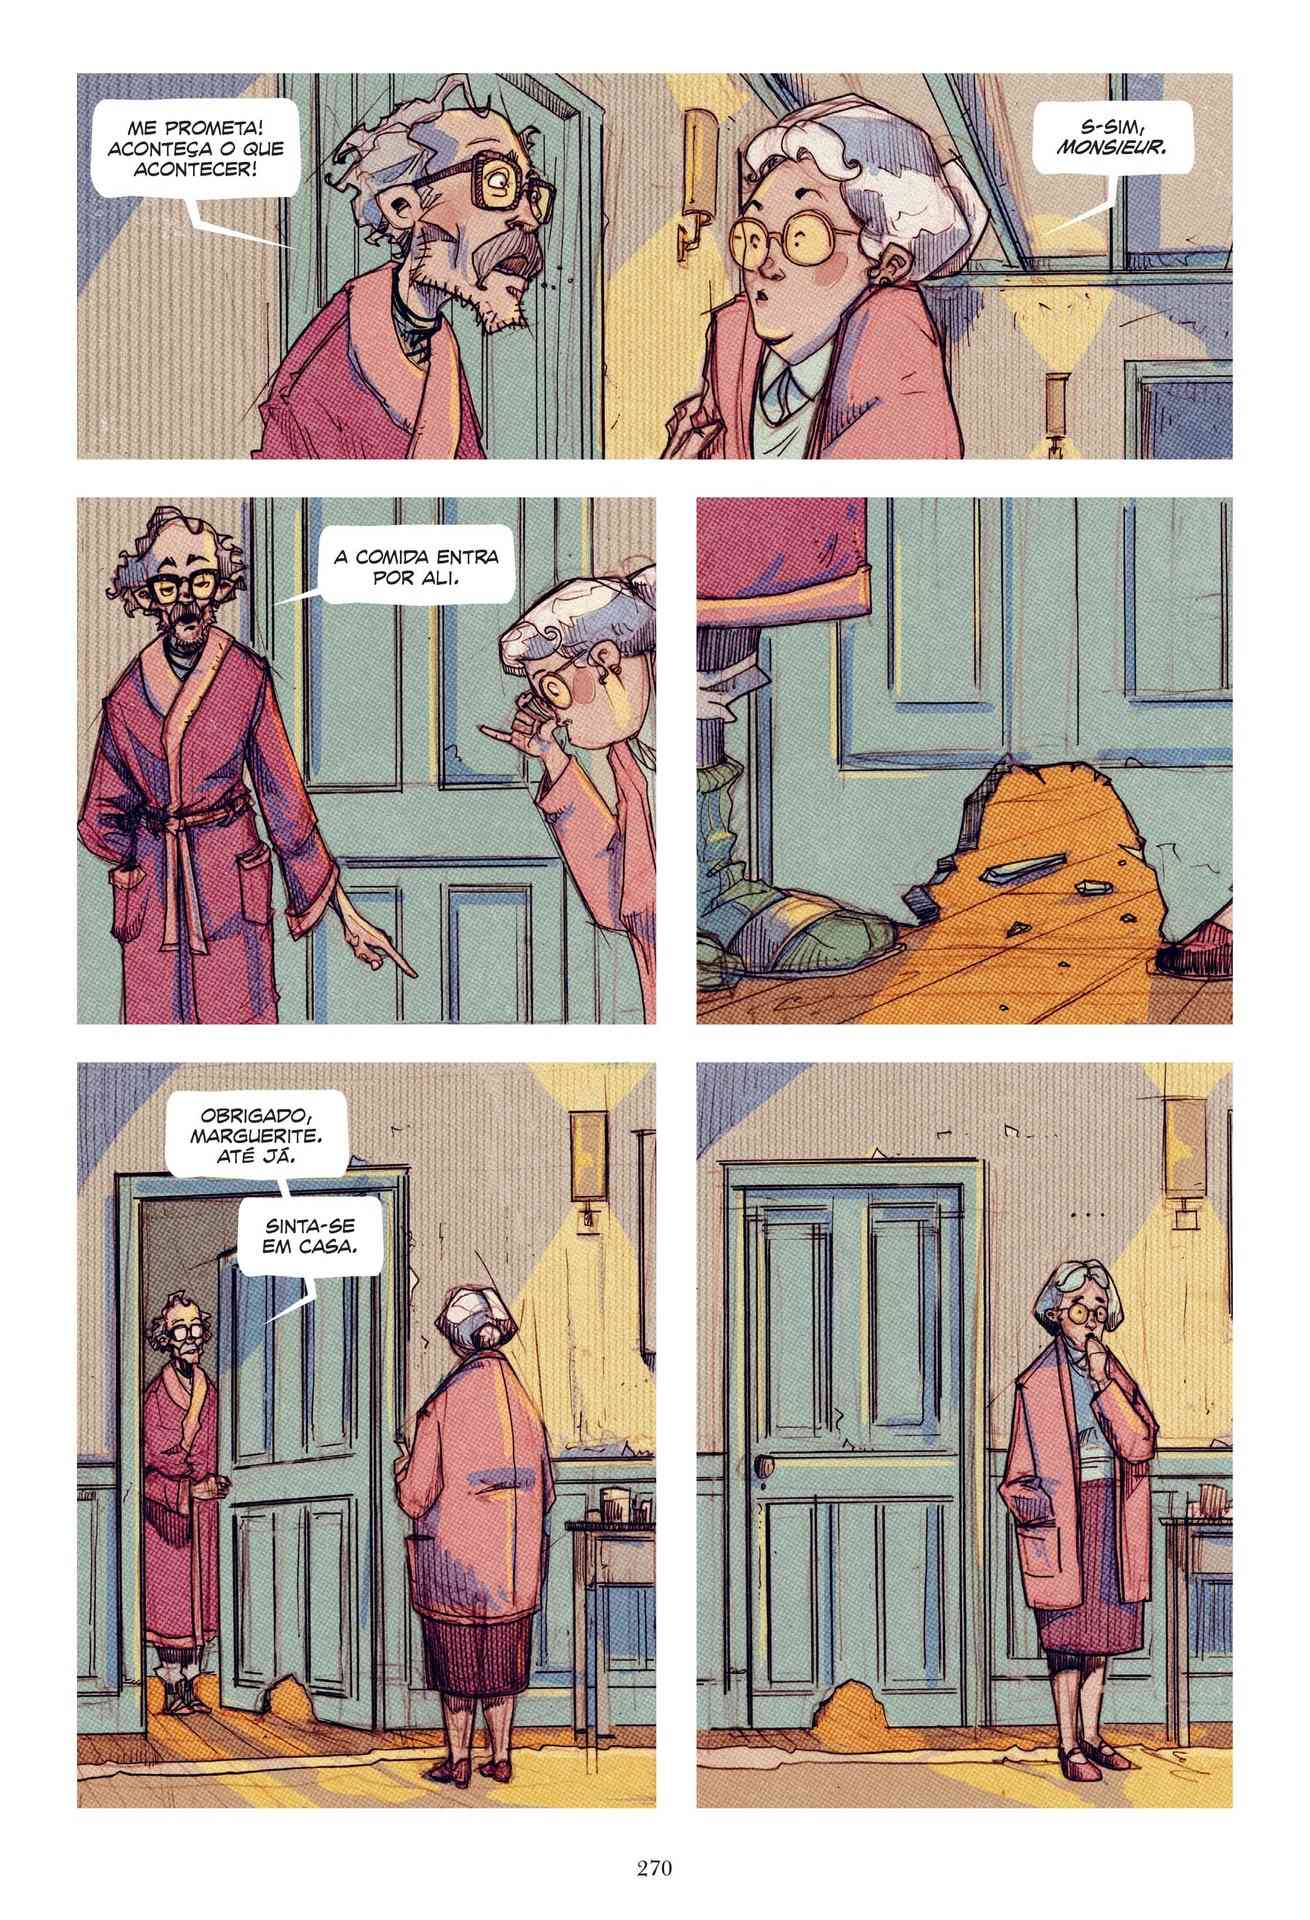 ME PROMETA!
ACONTEÇA O QUE
ACONTECER!
S-SIM,
MONSIEUR.
A COMIDA ENTRA
POR ALI.
OBRIGADO,
MARGUERITE.
ATÉ JÁ.
SINTA-SE
EM CASA.
...
270